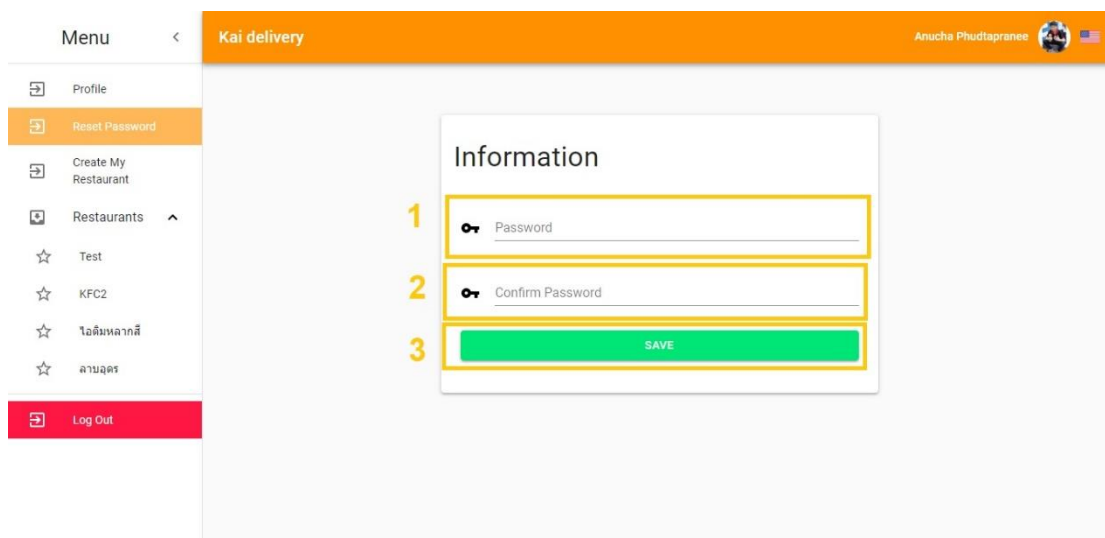 Menu
Kai delivery
Anucha Phudtapranee
Profile
Reset Password
Create My
Restaurant
Restaurants
Test
KFC2
ไอติมหลากสี
ลาบอุดร
Log Out
Information
1
Password
2
Confirm Password
3
SAVE